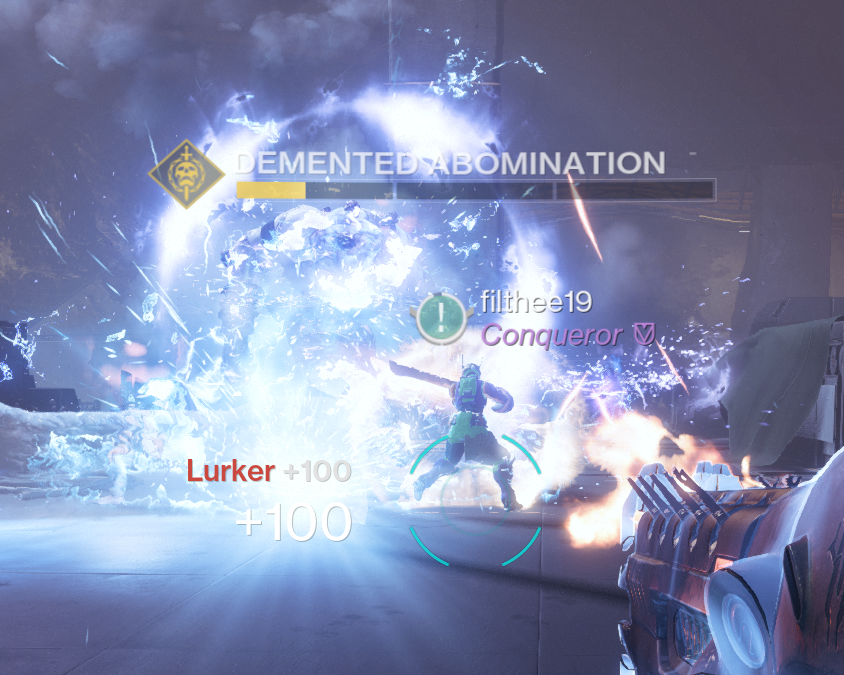 DEMENTED ABOMINATION
!
filthee19
Conqueror
Lurker +100
+100